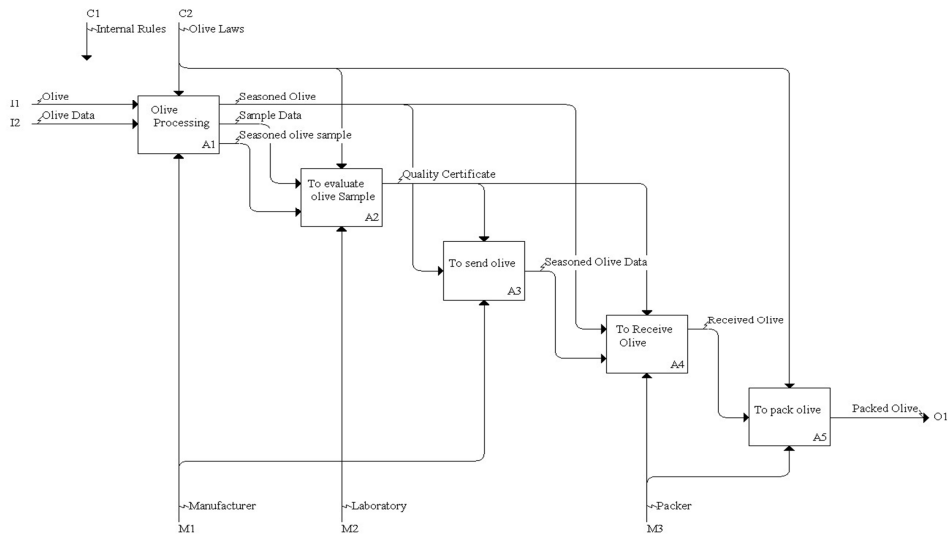 C1
C2
Internal Rules
Olive Laws
I1
Olive
I2
Olive Data
Olive
Processing
A1
Seasoned Olive
Sample Data
Seasoned olive sample
To evaluate
olive Sample
A2
Quality Certificate
To send olive
A3
Seasoned Olive Data
To Receive
Olive
A4
Received Olive
To pack olive
A5
Packed Olive
O1
Manufacturer
Laboratory
Packer
M1
M2
M3